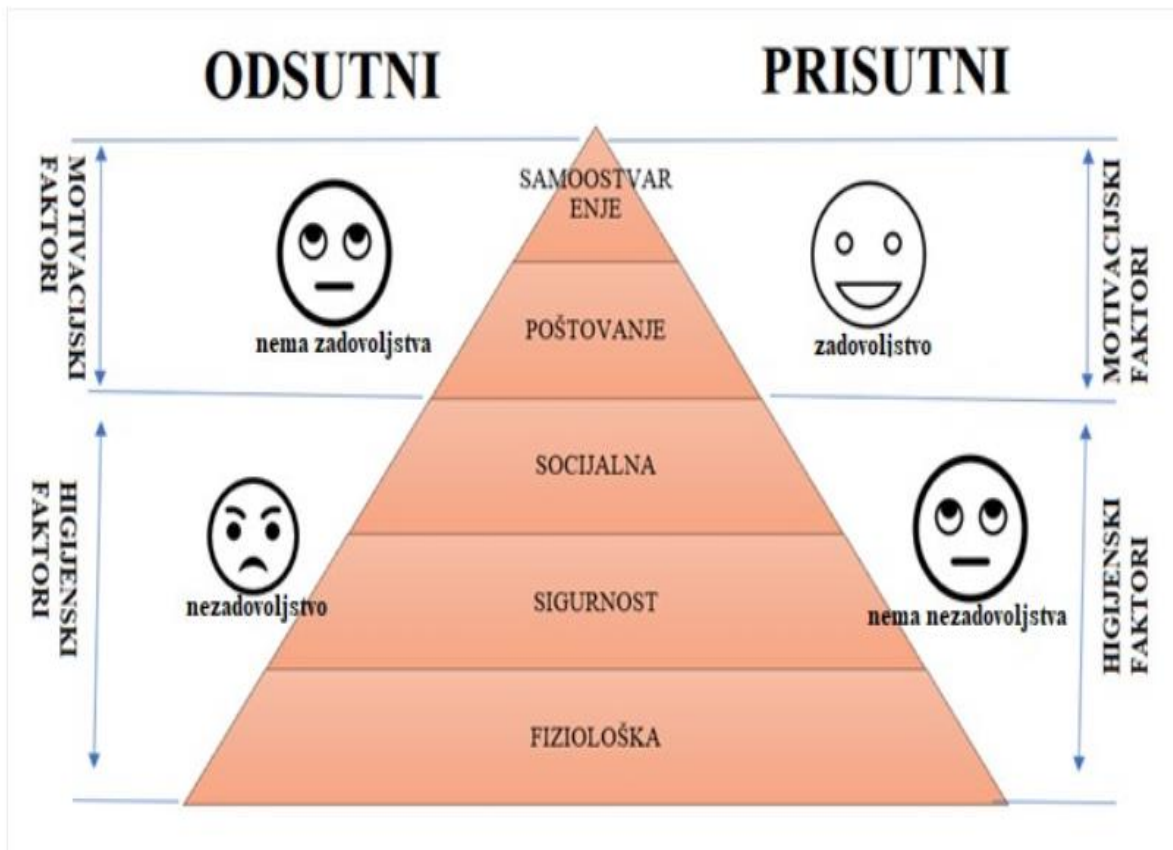 ODSUTNI
PRISUTNI
MOTIVACIJSKI
FAKTORI
nema zadovoljstva
SAMOOSTVAR
ENJE
POŠTOVANJE
zadovoljstvo
MOTIVACIJSKI
FAKTORI
HIGIJENSKI
FAKTORI
nezadovoljstvo
SOCIJALNA
SIGURNOST
FIZIOLOŠKA
nema nezadovoljstva
HIGIJENSKI
FAKTORI